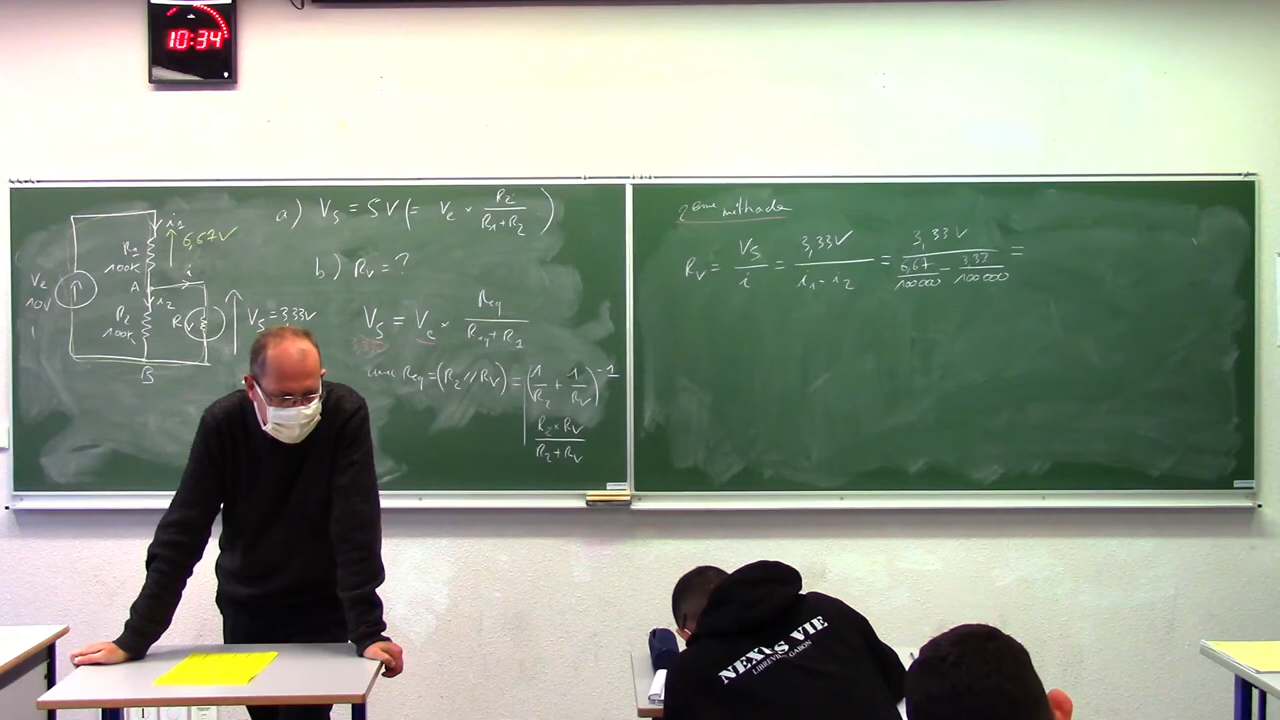 10:34
a) Vs = 5V (= Ve × R2/(R1+R2))
i1
6,67V
R1
100K
A
i
b) Rv = ?
Ve
10V
i2
R2
100K
Rv
Vs = 3,33V
Vs = Ve × Req/(Req+R1)
B
avec Req = (R2 // Rv) = (1/R2 + 1/Rv)^-1
R2 × Rv/(R2 + Rv)
2ème méthode
Rv = Vs/i = 3,33V/(i1 - i2) = 3,33V/(6,67/100000 - 3,33/100000) =
NEXUS VIE
LIBREVILLE GABON